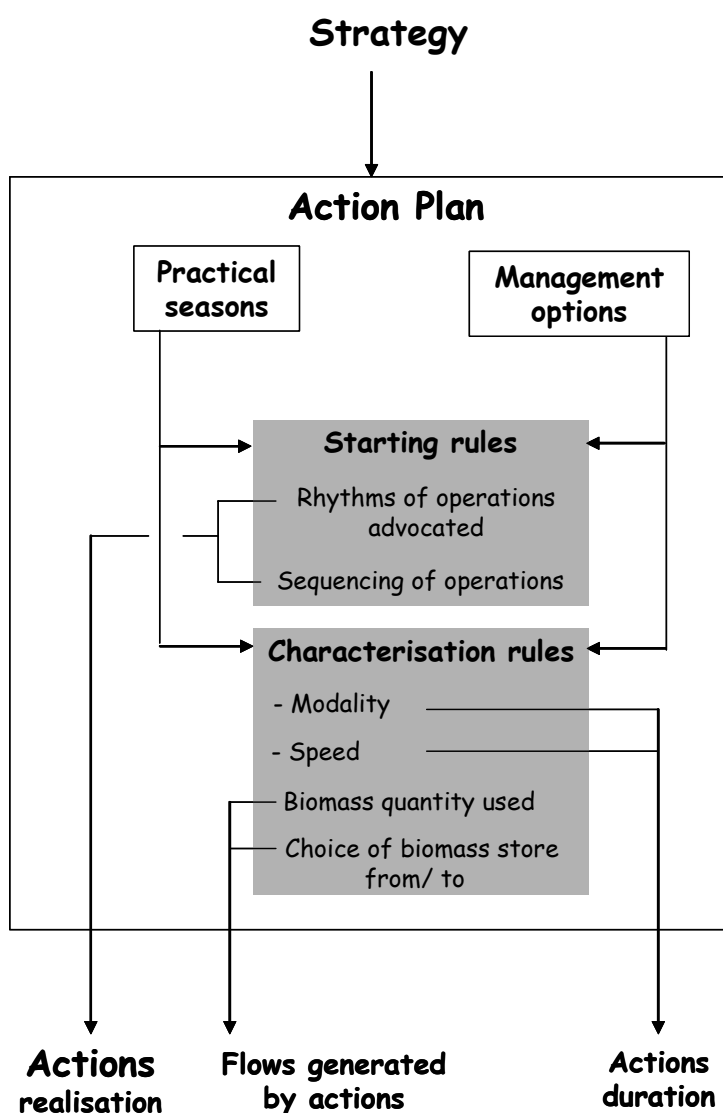 Strategy
Action Plan
Practical
seasons
Management
options
Starting rules
Rhythms of operations
advocated
Sequencing of operations
Characterisation rules
- Modality
- Speed
Biomass quantity used
Choice of biomass store
from/ to
Actions
realisation
Flows generated
by actions
Actions
duration